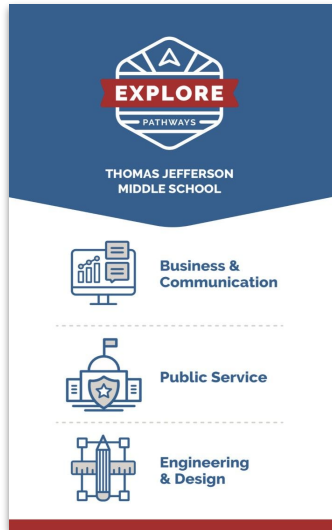 EXPLORE
PATHWAYS
THOMAS JEFFERSON
MIDDLE SCHOOL
Business &
Communication
Public Service
Engineering
& Design